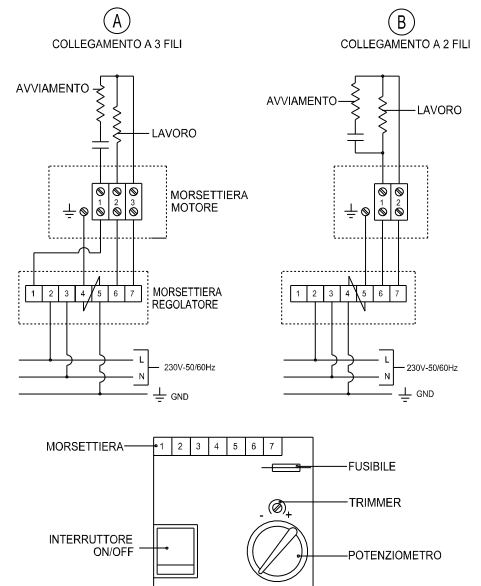 A
COLLEGAMENTO A 3 FILI
AVVIAMENTO
LAVORO
1 2 3
MORSETTIERA
MOTORE
1 2 3 4 5 6 7
MORSETTIERA
REGOLATORE
L
N
230V-50/60Hz
GND
B
COLLEGAMENTO A 2 FILI
AVVIAMENTO
LAVORO
1 2
1 2 3 4 5 6 7
L
N
230V-50/60Hz
GND
MORSETTIERA
1 2 3 4 5 6 7
FUSIBILE
TRIMMER
- +
INTERRUTTORE
ON/OFF
POTENZIOMETRO